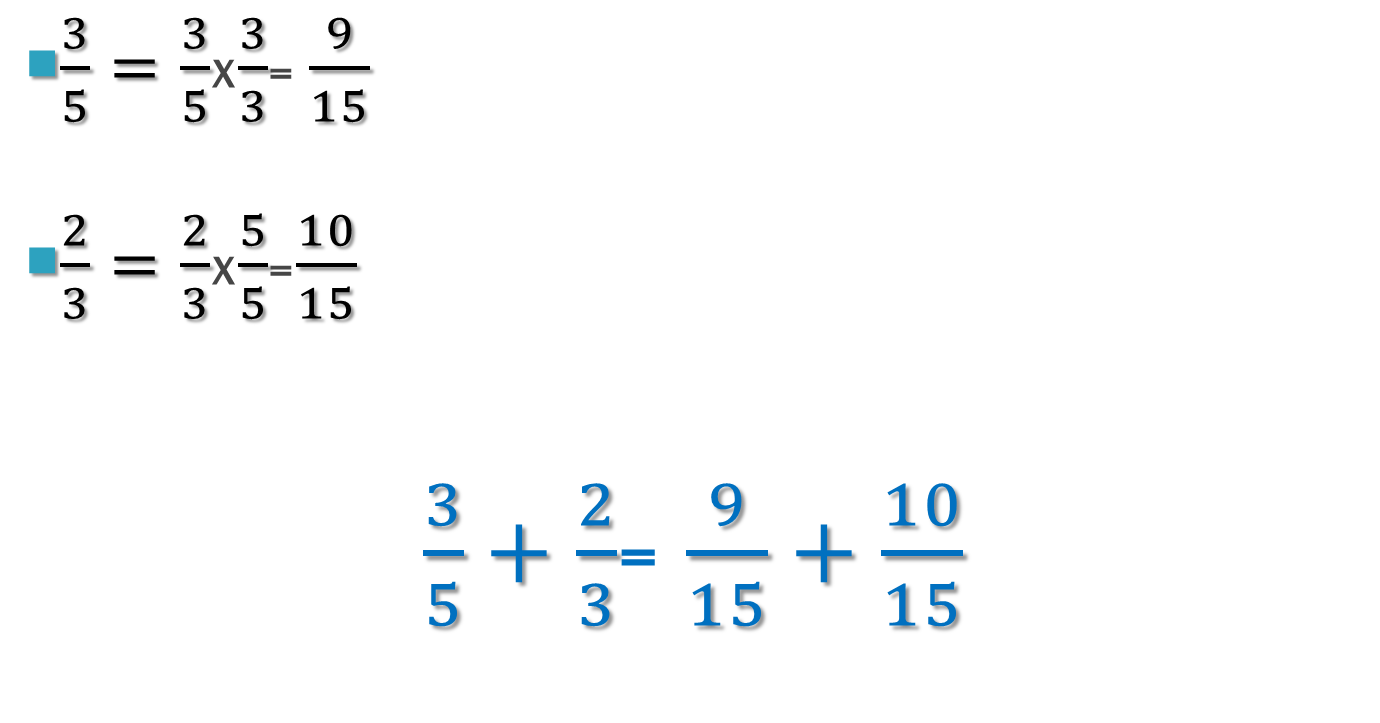 ■ 3/5 = 3/5 x 3/3 = 9/15
■ 2/3 = 2/3 x 5/5 = 10/15
3/5 + 2/3 = 9/15 + 10/15